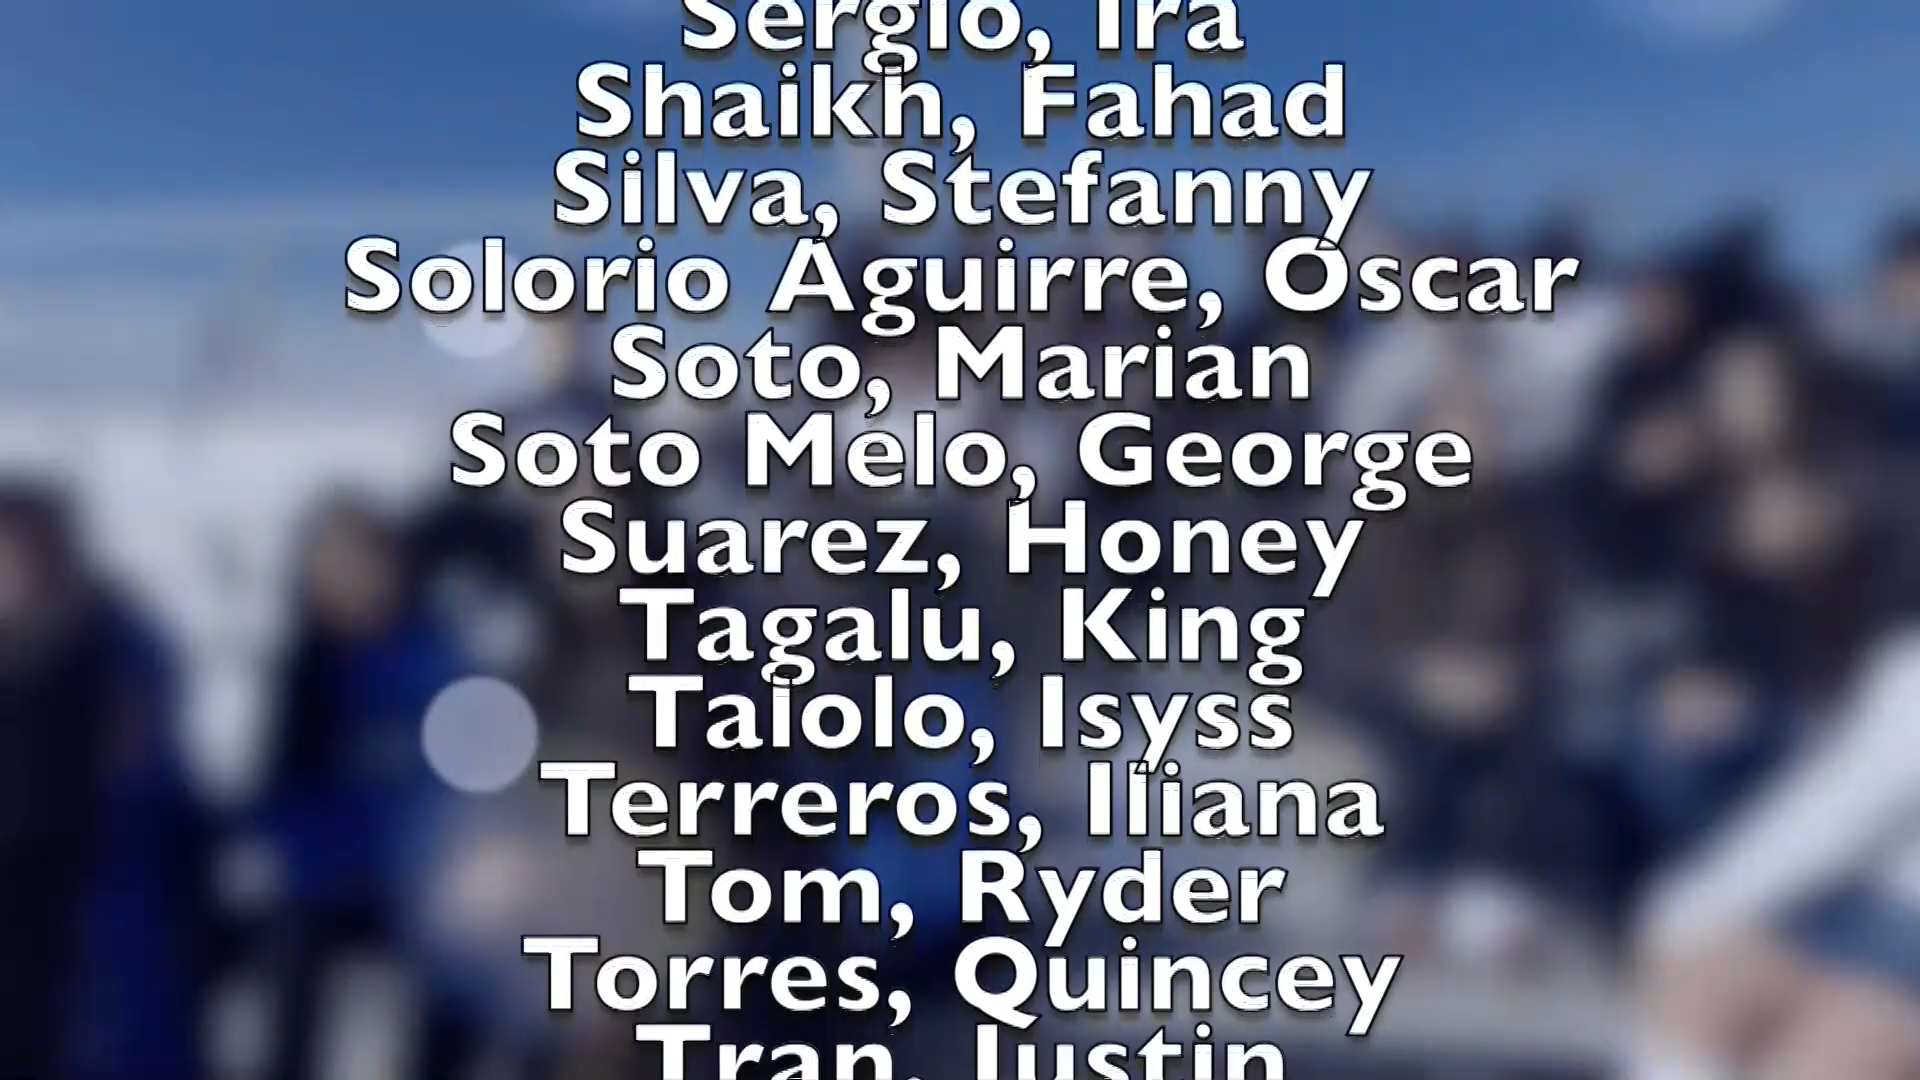 Sergio, Ira
Shaikh, Fahad
Silva, Stefanny
Solorio Aguirre, Oscar
Soto, Marian
Soto Melo, George
Suarez, Honey
Tagalu, King
Talolo, Isyss
Terreros, Iliana
Tom, Ryder
Torres, Quincey
Tran, Justin